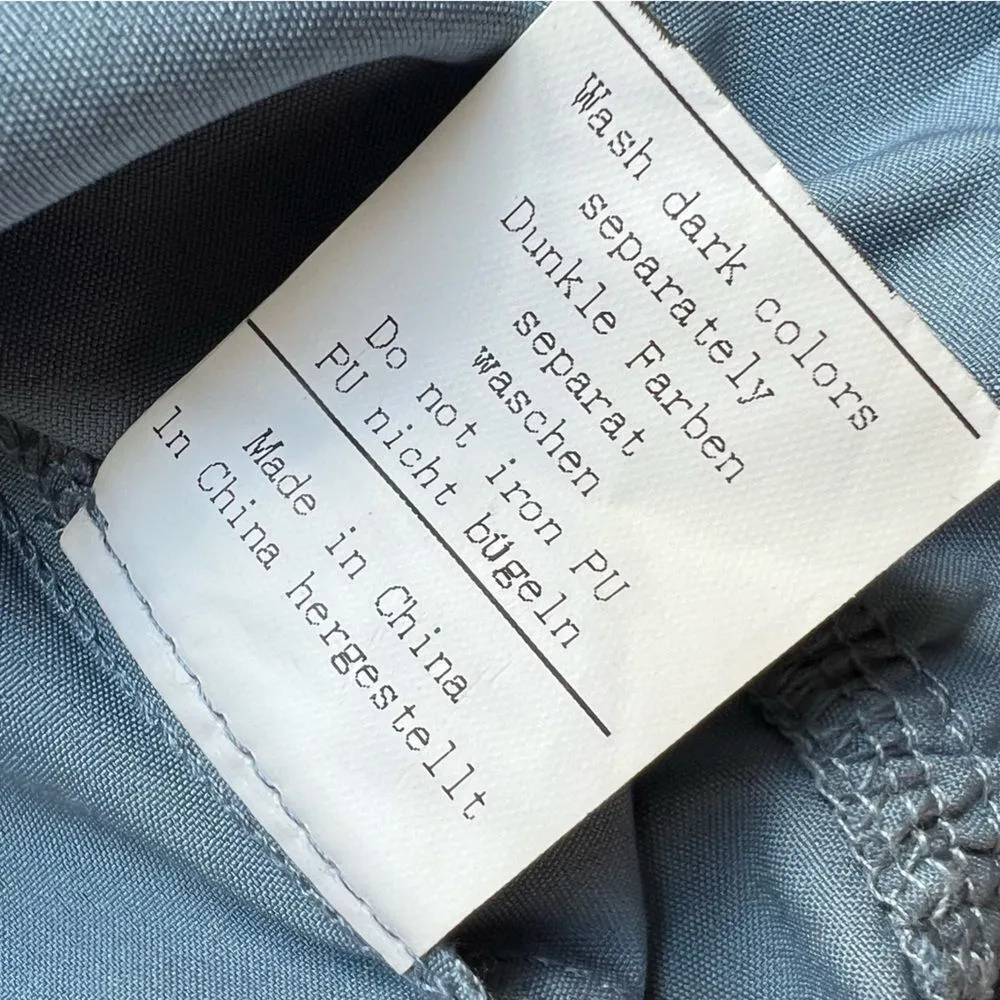 Wash dark colors
separately
Dunkle Farben
separat
waschen
Do not iron PU
PU nicht bügeln
Made in China
ln China hergestellt